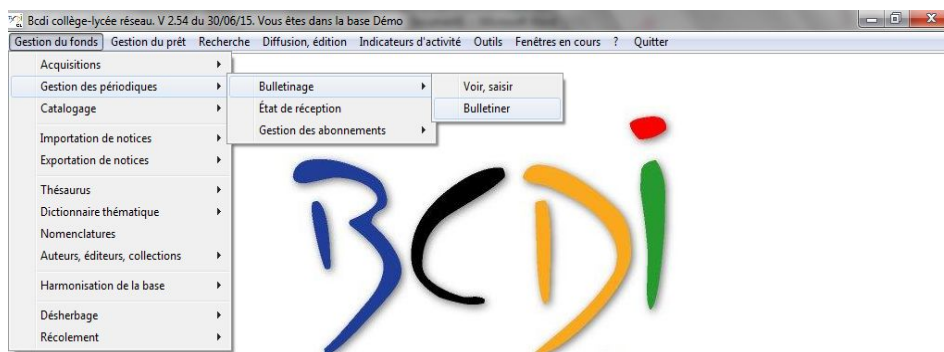 Bcdi collège-lycée réseau. V 2.54 du 30/06/15. Vous êtes dans la base Démo
Gestion du fonds Gestion du prêt Recherche Diffusion, édition Indicateurs d'activité Outils Fenêtres en cours ? Quitter
Acquisitions
Gestion des périodiques
Catalogage
Importation de notices
Exportation de notices
Thésaurus
Dictionnaire thématique
Nomenclatures
Auteurs, éditeurs, collections
Harmonisation de la base
Désherbage
Récolement
Bulletinage
État de réception
Gestion des abonnements
Voir, saisir
Bulletiner
BCDi